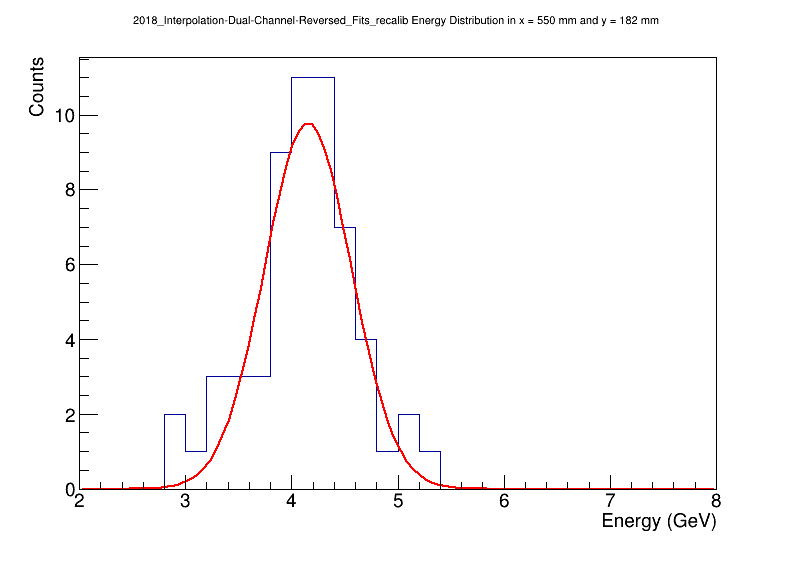 2018_Interpolation-Dual-Channel-Reversed_Fits_recalib Energy Distribution in x = 550 mm and y = 182 mm
Counts
10
8
6
4
2
0
2 3 4 5 6 7 8
Energy (GeV)